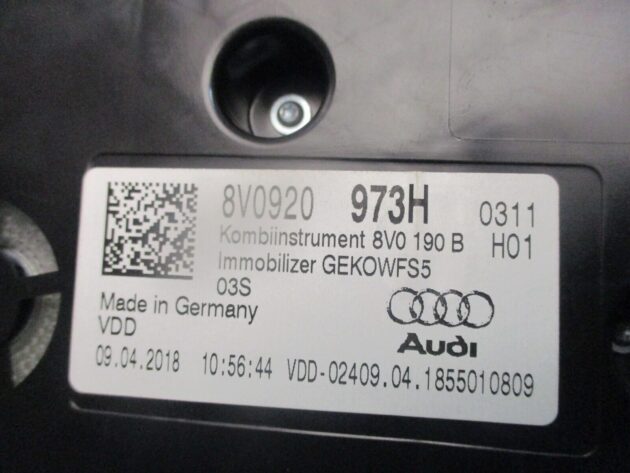 8V0920 973H 0311
Kombiinstrument 8V0 190 B H01
Immobilizer GEKOWFS5
03S
Made in Germany
VDD
Audi
09.04.2018 10:56:44 VDD-02409.04.1855010809